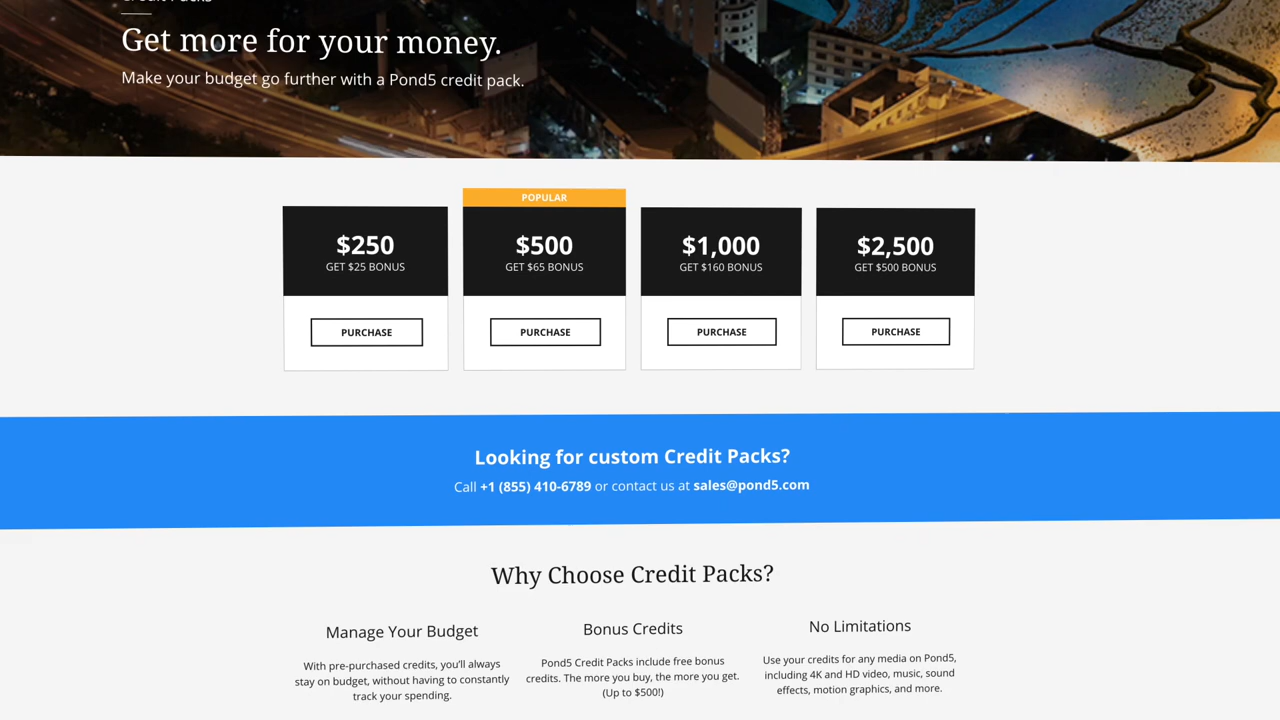 Credit Packs
Get more for your money.
Make your budget go further with a Pond5 credit pack.
POPULAR
$250
GET $25 BONUS
PURCHASE
$500
GET $65 BONUS
PURCHASE
$1,000
GET $160 BONUS
PURCHASE
$2,500
GET $500 BONUS
PURCHASE
Looking for custom Credit Packs?
Call +1 (855) 410-6789 or contact us at sales@pond5.com
Why Choose Credit Packs?
Manage Your Budget
With pre-purchased credits, you'll always
stay on budget, without having to constantly
track your spending.
Bonus Credits
Pond5 Credit Packs include free bonus
credits. The more you buy, the more you get.
(Up to $500!)
No Limitations
Use your credits for any media on Pond5,
including 4K and HD video, music, sound
effects, motion graphics, and more.